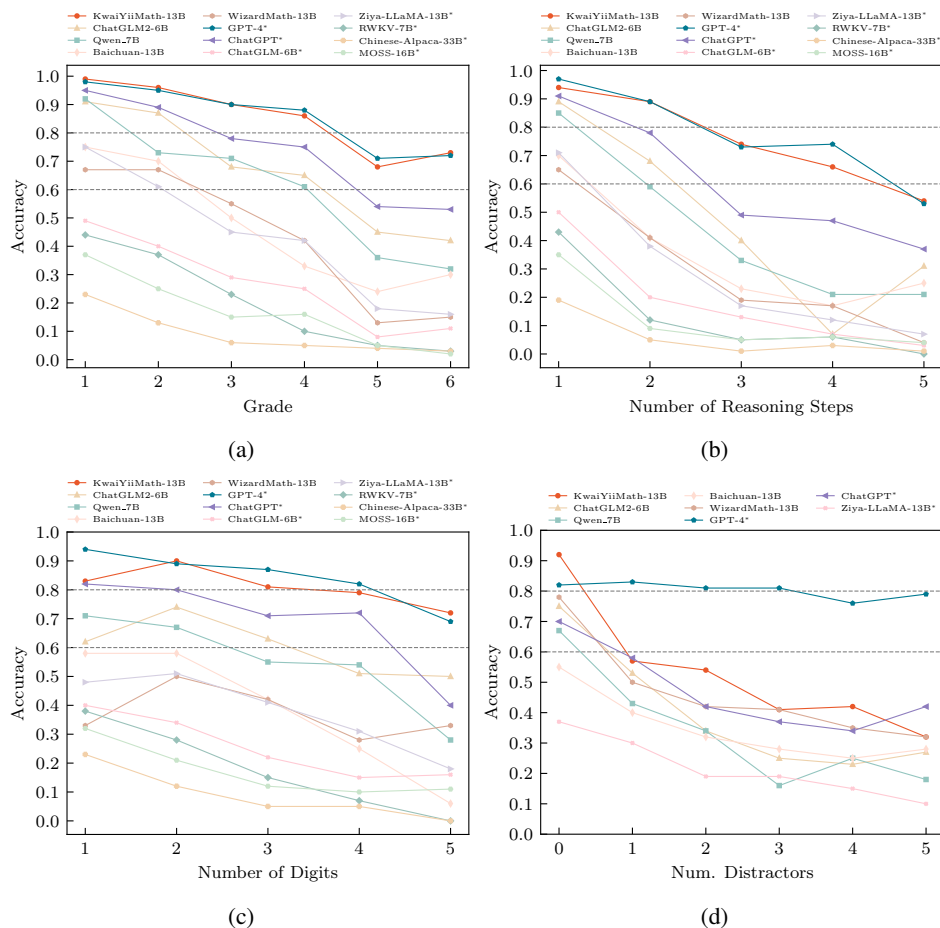 KwaiYiiMath-13B WizardMath-13B Ziya-LLaMA-13B*
ChatGLM2-6B GPT-4* RWKV-7B*
Qwen_7B ChatGPT* Chinese-Alpaca-33B*
Baichuan-13B ChatGLM-6B* MOSS-16B*
1.0
0.9
0.8
0.7
0.6
0.5
0.4
0.3
0.2
0.1
0.0
Accuracy
1 2 3 4 5 6
Grade
(a)
KwaiYiiMath-13B WizardMath-13B Ziya-LLaMA-13B*
ChatGLM2-6B GPT-4* RWKV-7B*
Qwen_7B ChatGPT* Chinese-Alpaca-33B*
Baichuan-13B ChatGLM-6B* MOSS-16B*
1.0
0.9
0.8
0.7
0.6
0.5
0.4
0.3
0.2
0.1
0.0
Accuracy
1 2 3 4 5
Number of Reasoning Steps
(b)
KwaiYiiMath-13B WizardMath-13B Ziya-LLaMA-13B*
ChatGLM2-6B GPT-4* RWKV-7B*
Qwen_7B ChatGPT* Chinese-Alpaca-33B*
Baichuan-13B ChatGLM-6B* MOSS-16B*
1.0
0.9
0.8
0.7
0.6
0.5
0.4
0.3
0.2
0.1
0.0
Accuracy
1 2 3 4 5
Number of Digits
(c)
KwaiYiiMath-13B Baichuan-13B ChatGPT*
ChatGLM2-6B WizardMath-13B Ziya-LLaMA-13B*
Qwen_7B GPT-4*
1.0
0.9
0.8
0.7
0.6
0.5
0.4
0.3
0.2
0.1
0.0
Accuracy
0 1 2 3 4 5
Num. Distractors
(d)